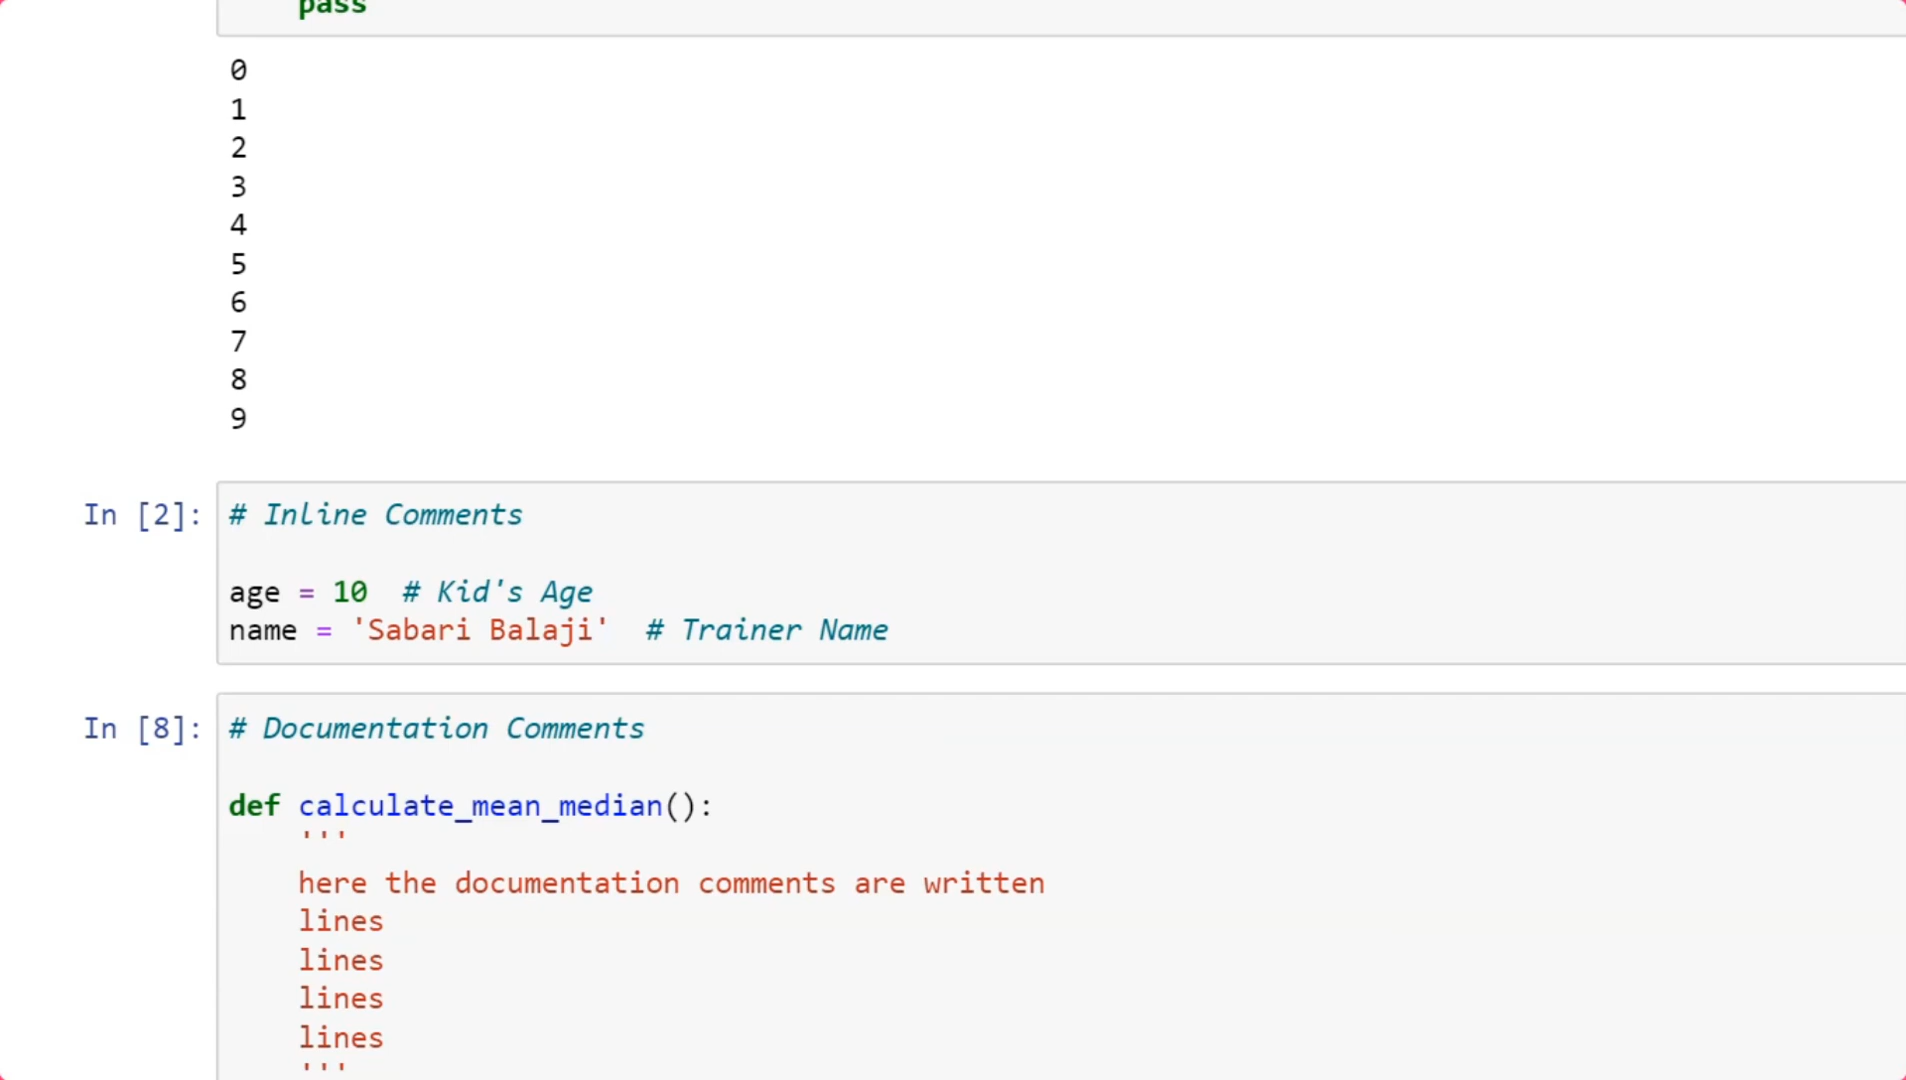 pass
0
1
2
3
4
5
6
7
8
9
In [2]: # Inline Comments
age = 10  # Kid's Age
name = 'Sabari Balaji'  # Trainer Name
In [8]: # Documentation Comments
def calculate_mean_median():
'''
here the documentation comments are written
lines
lines
lines
lines
'''